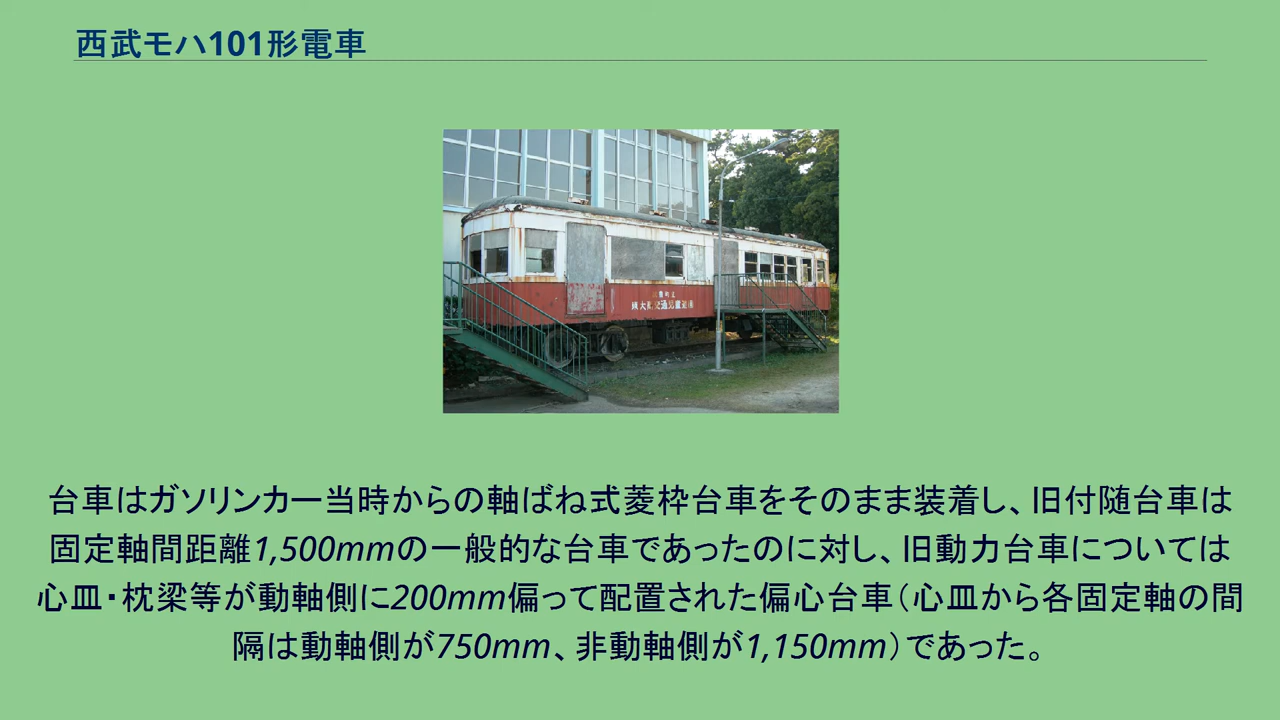 西武モハ101形電車
台車はガソリンカー当時からの軸ばね式菱枠台車をそのまま装着し、旧付随台車は
固定軸間距離1,500mmの一般的な台車であったのに対し、旧動力台車については
心皿・枕梁等が動軸側に200mm偏って配置された偏心台車（心皿から各固定軸の間
隔は動軸側が750mm、非動軸側が1,150mm）であった。